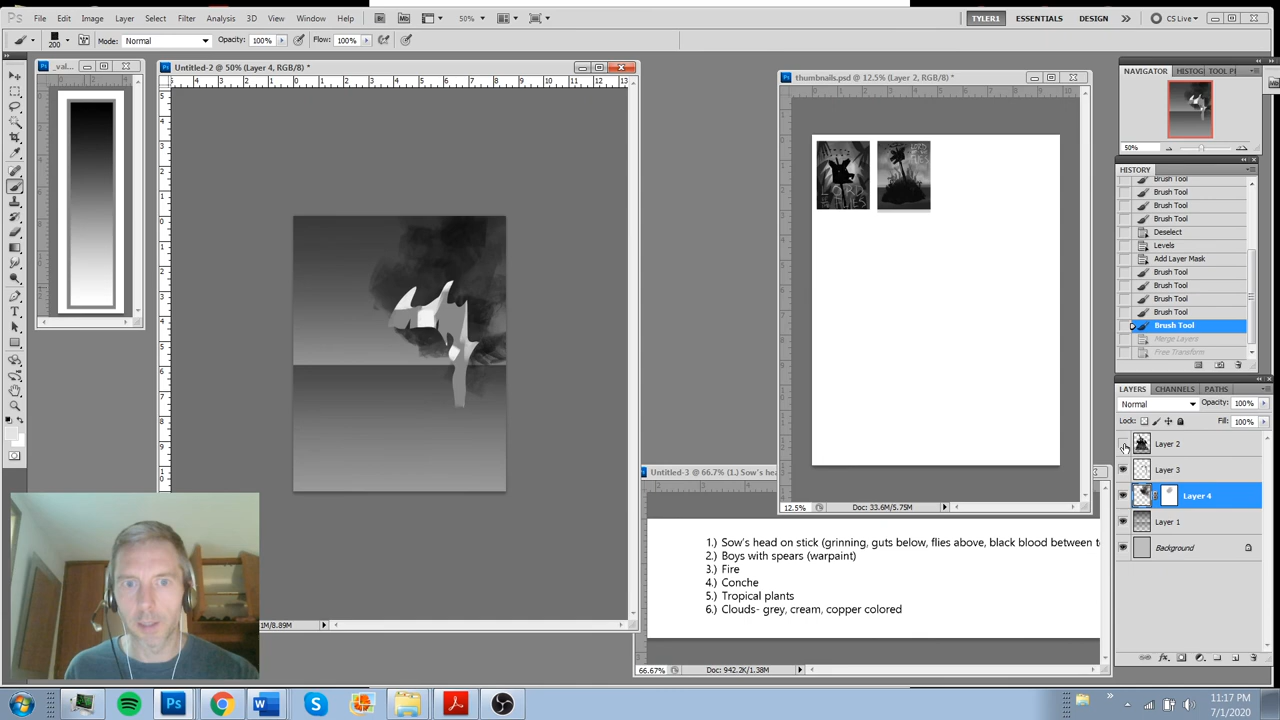 Ps File Edit Image Layer Select Filter Analysis 3D View Window Help 50% TYLER1 ESSENTIALS DESIGN CS Live
200 Mode: Normal Opacity: 100% Flow: 100%
_val...
Untitled-2 @ 50% (Layer 4, RGB/8) *
thumbnails.psd @ 12.5% (Layer 2, RGB/8) *
NAVIGATOR HISTOG TOOL P
50%
HISTORY
Brush Tool
Brush Tool
Brush Tool
Brush Tool
Deselect
Levels
Add Layer Mask
Brush Tool
Brush Tool
Brush Tool
Brush Tool
Brush Tool
Merge Layers
Free Transform
LAYERS CHANNELS PATHS
Normal Opacity: 100%
Lock: Fill: 100%
Layer 2
Layer 3
Layer 4
Layer 1
Background
12.5% Doc: 33.6M/5.75M
Untitled-3 @ 66.7% (1.) Sow's hea
1.) Sow's head on stick (grinning, guts below, flies above, black blood between t
2.) Boys with spears (warpaint)
3.) Fire
4.) Conche
5.) Tropical plants
6.) Clouds- grey, cream, copper colored
1M/8.89M
66.67% Doc: 942.2K/1.38M
11:17 PM
7/1/2020